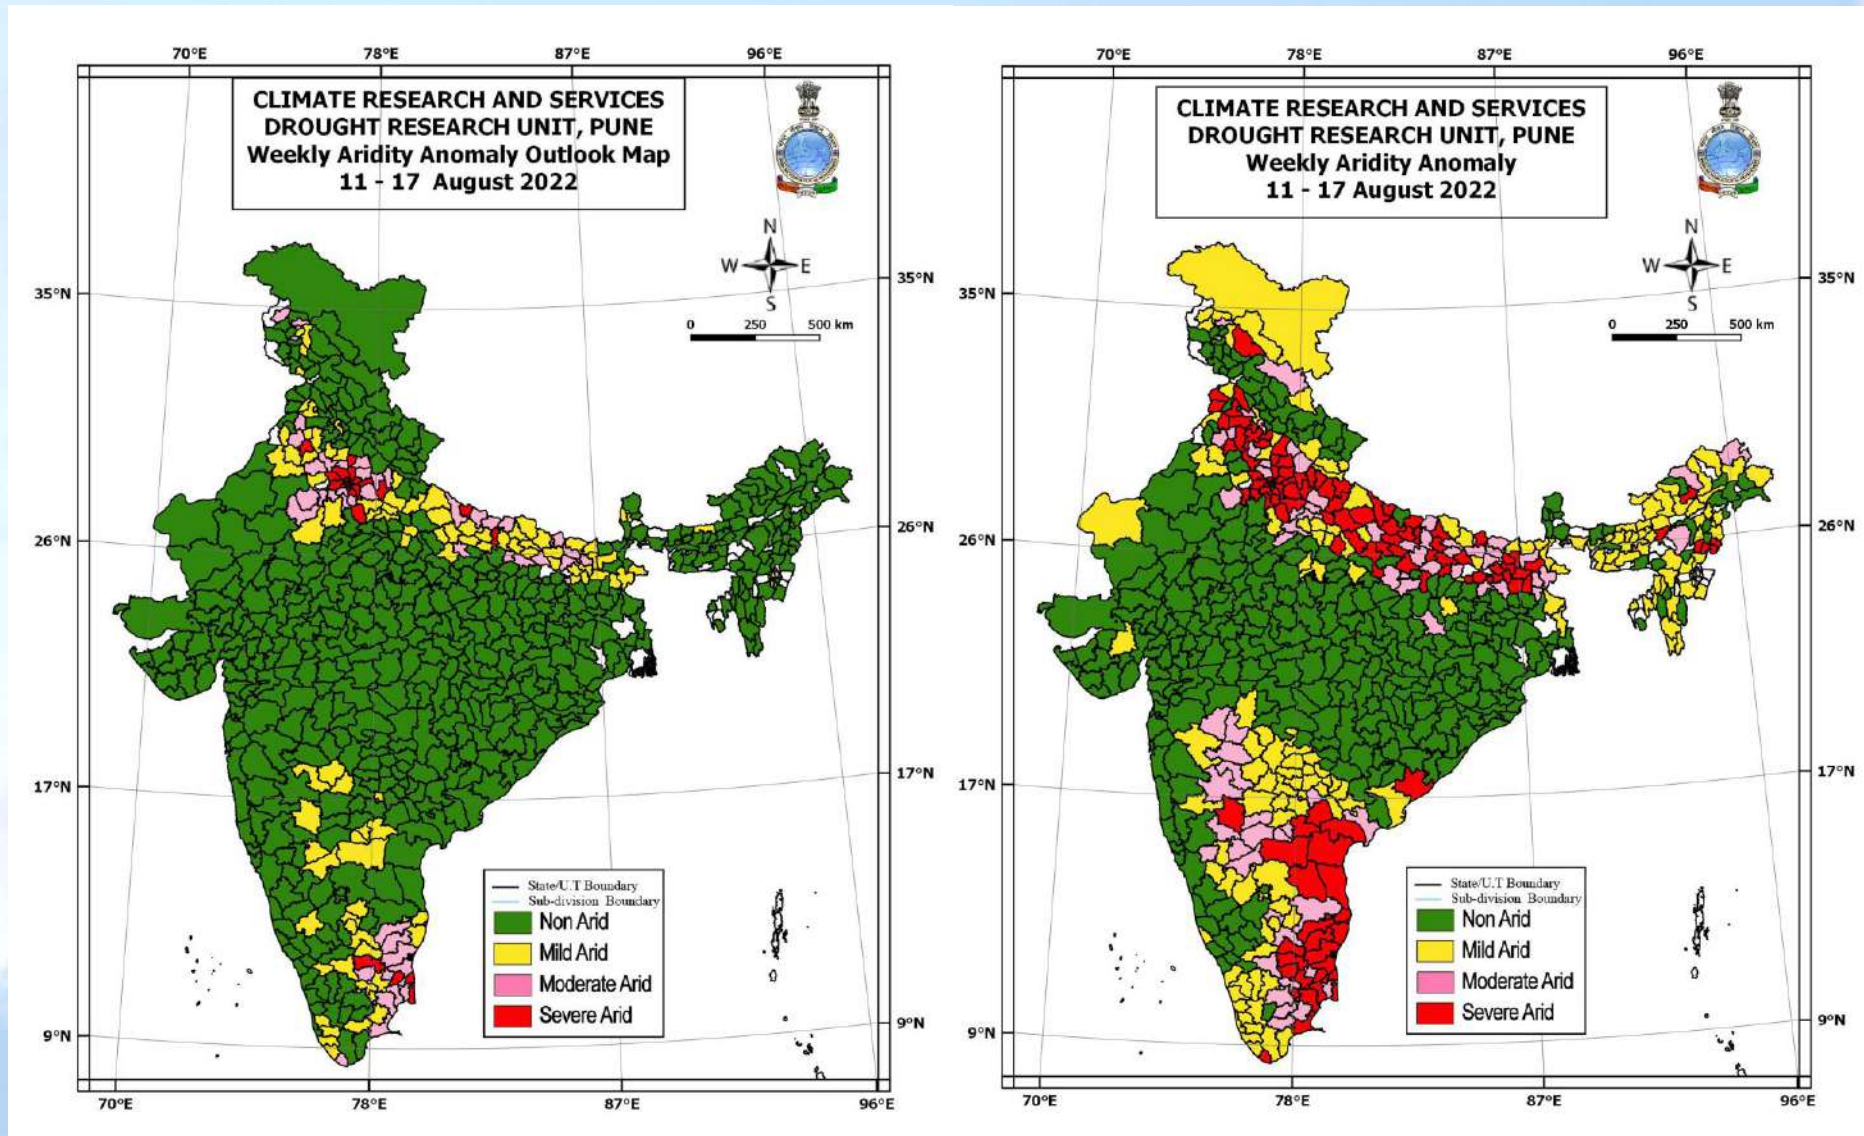 70°E 78°E 87°E 96°E
CLIMATE RESEARCH AND SERVICES
DROUGHT RESEARCH UNIT, PUNE
Weekly Aridity Anomaly Outlook Map
11 - 17 August 2022
N
W E
S
0 250 500 km
35°N 35°N
26°N 26°N
17°N 17°N
9°N 9°N
State/U.T Boundary
Sub-division Boundary
Non Arid
Mild Arid
Moderate Arid
Severe Arid
70°E 78°E 87°E 96°E
70°E 78°E 87°E 96°E
CLIMATE RESEARCH AND SERVICES
DROUGHT RESEARCH UNIT, PUNE
Weekly Aridity Anomaly
11 - 17 August 2022
N
W E
S
0 250 500 km
35°N 35°N
26°N 26°N
17°N 17°N
9°N 9°N
State/U.T Boundary
Sub-division Boundary
Non Arid
Mild Arid
Moderate Arid
Severe Arid
70°E 78°E 87°E 96°E